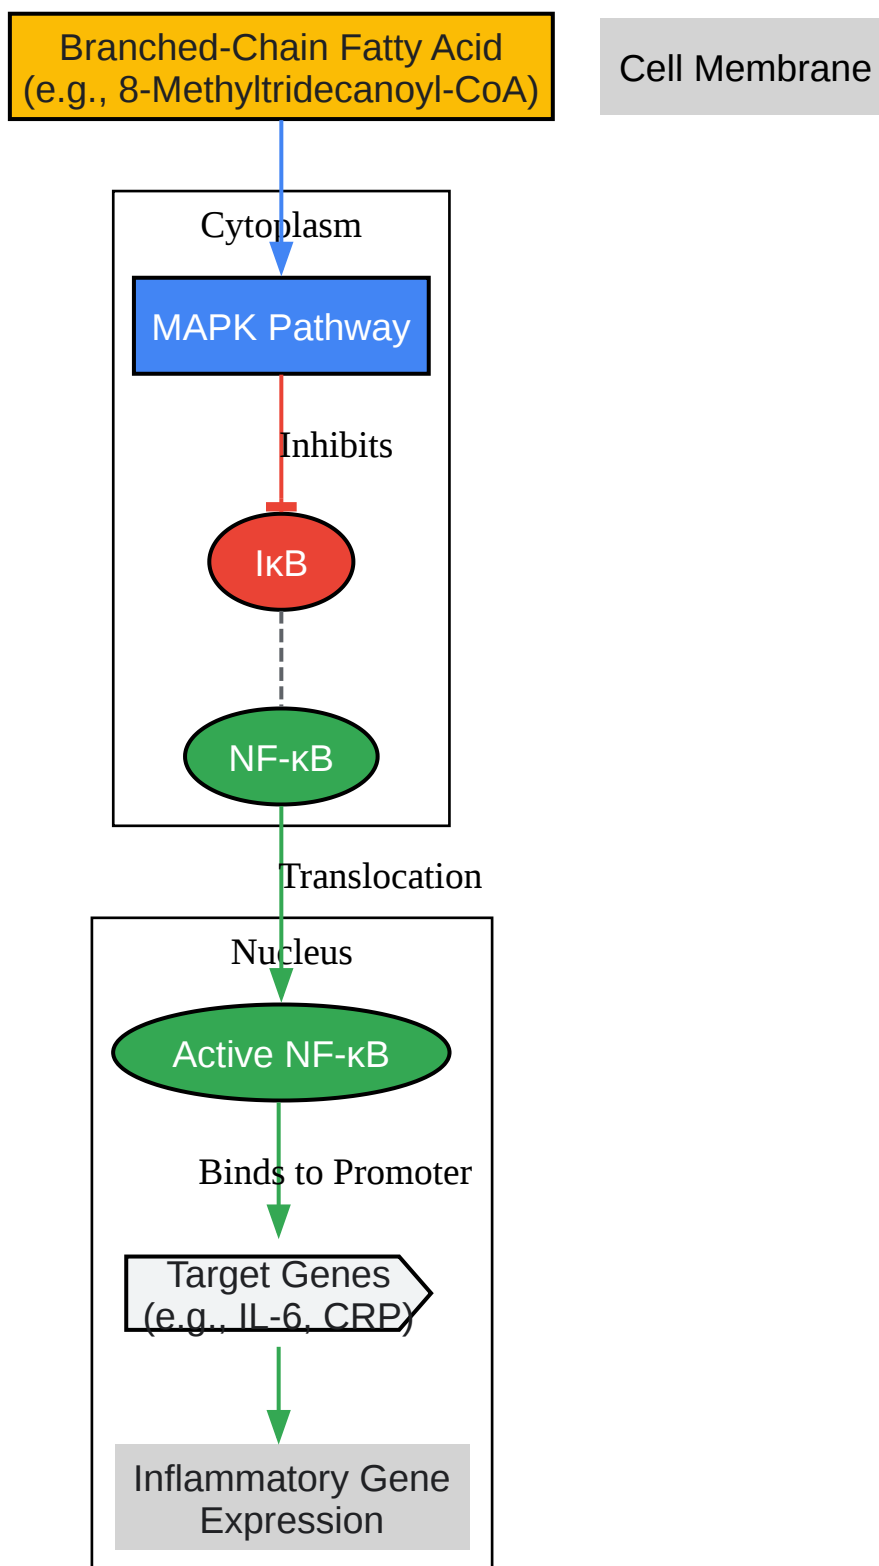 Branched-Chain Fatty Acid
(e.g., 8-Methyltridecanoyl-CoA)
Cell Membrane
Cytoplasm
MAPK Pathway
Inhibits
IκB
NF-κB
Translocation
Nucleus
Active NF-κB
Binds to Promoter
Target Genes
(e.g., IL-6, CRP)
Inflammatory Gene
Expression